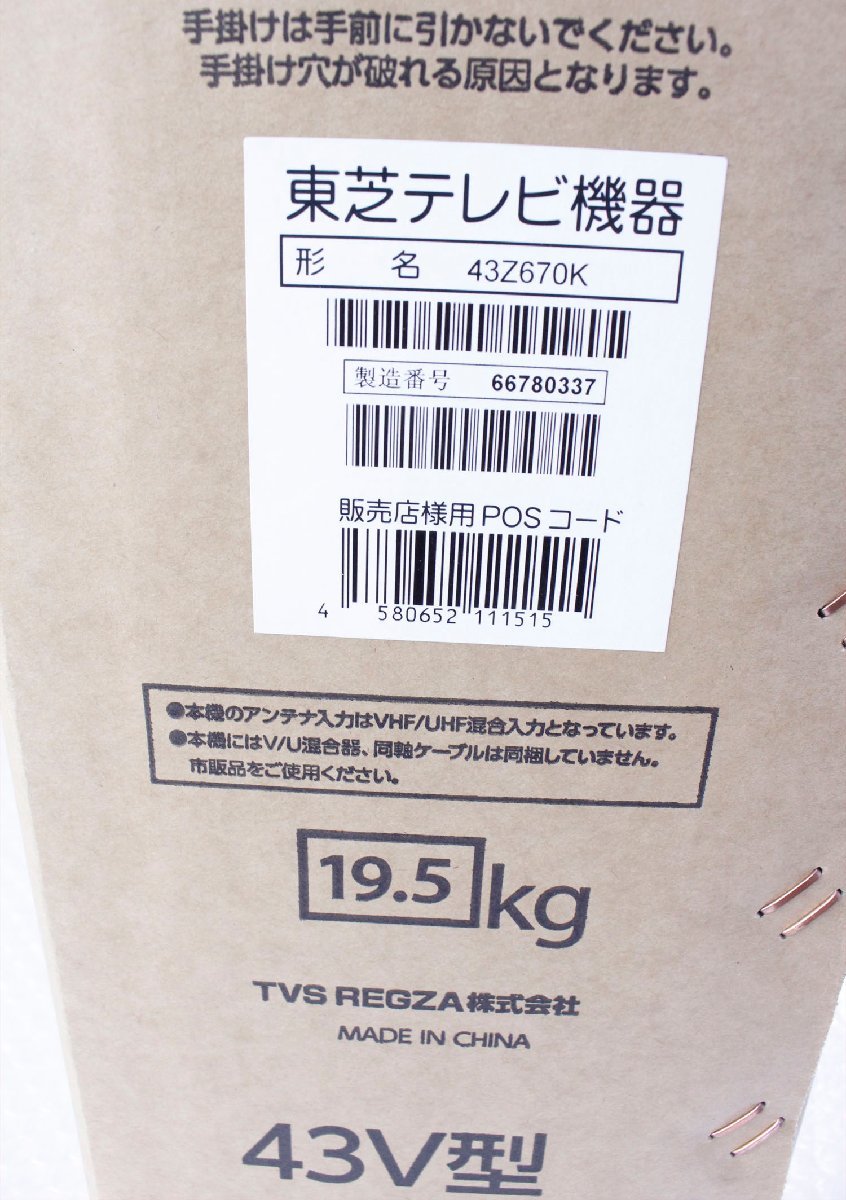 手掛けは手前に引かないでください。
手掛け穴が破れる原因となります。
東芝テレビ機器
形 名 43Z670K
製造番号 66780337
販売店様用POSコード
4 580652 111515
●本機のアンテナ入力はVHF/UHF混合入力となっています。
●本機にはV/U混合器、同軸ケーブルは同梱していません。
市販品をご使用ください。
19.5kg
TVS REGZA株式会社
MADE IN CHINA
43V型